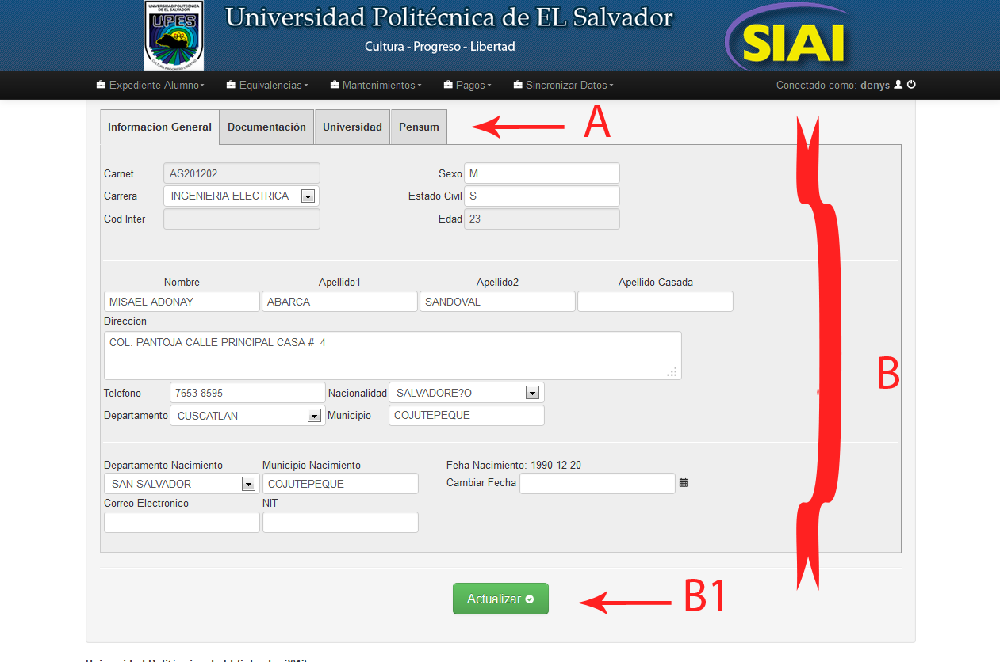 UNIVERSIDAD POLITECNICA
DE EL SALVADOR
UPES
CULTURA PROGRESO LIBERTAD
Universidad Politécnica de EL Salvador
Cultura - Progreso - Libertad
SIAI
Expediente Alumno Equivalencias Mantenimientos Pagos Sincronizar Datos Conectado como: denys
Informacion General Documentación Universidad Pensum
A
Carnet AS201202 Sexo M
Carrera INGENIERIA ELECTRICA Estado Civil S
Cod Inter Edad 23
Nombre Apellido1 Apellido2 Apellido Casada
MISAEL ADONAY ABARCA SANDOVAL
Direccion
COL. PANTOJA CALLE PRINCIPAL CASA # 4
B
Telefono 7653-8595 Nacionalidad SALVADORE?O
Departamento CUSCATLAN Municipio COJUTEPEQUE
Departamento Nacimiento Municipio Nacimiento Feha Nacimiento: 1990-12-20
SAN SALVADOR COJUTEPEQUE Cambiar Fecha
Correo Electronico NIT
Actualizar
B1
Universidad Politécnica de El Salvador 2013